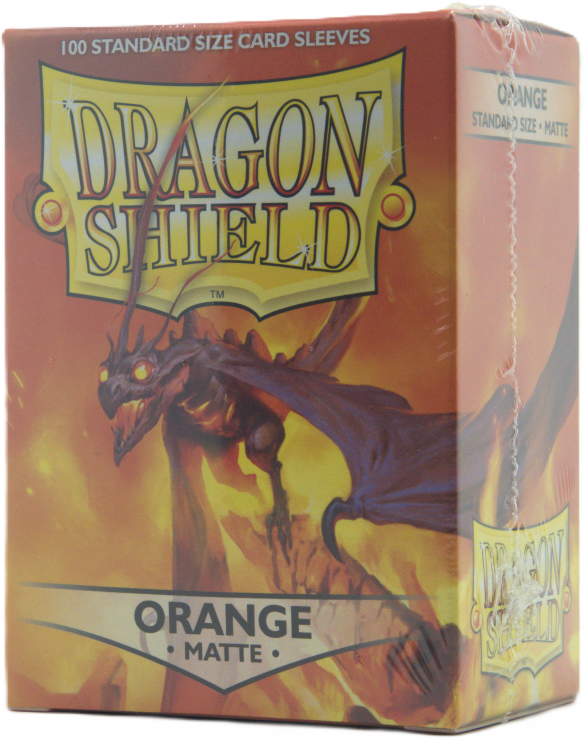 100 STANDARD SIZE CARD SLEEVES
DRAGON
SHIELD
TM
ORANGE
• MATTE •
ORANGE
STANDARD SIZE • MATTE
DRAGON
SHIELD